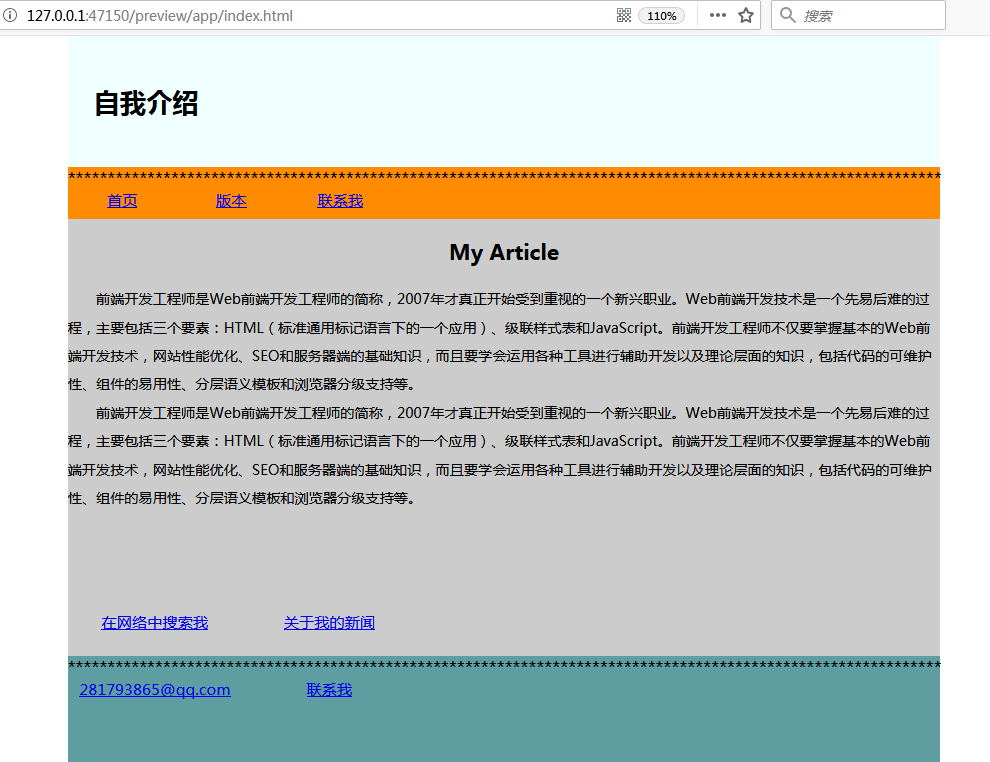 127.0.0.1:47150/preview/app/index.html 110% 搜索
自我介绍
****************************************************************************************************************
首页 版本 联系我
My Article
前端开发工程师是Web前端开发工程师的简称，2007年才真正开始受到重视的一个新兴职业。Web前端开发技术是一个先易后难的过
程，主要包括三个要素：HTML（标准通用标记语言下的一个应用）、级联样式表和JavaScript。前端开发工程师不仅要掌握基本的Web前
端开发技术，网站性能优化、SEO和服务器端的基础知识，而且要学会运用各种工具进行辅助开发以及理论层面的知识，包括代码的可维护
性、组件的易用性、分层语义模板和浏览器分级支持等。
前端开发工程师是Web前端开发工程师的简称，2007年才真正开始受到重视的一个新兴职业。Web前端开发技术是一个先易后难的过
程，主要包括三个要素：HTML（标准通用标记语言下的一个应用）、级联样式表和JavaScript。前端开发工程师不仅要掌握基本的Web前
端开发技术，网站性能优化、SEO和服务器端的基础知识，而且要学会运用各种工具进行辅助开发以及理论层面的知识，包括代码的可维护
性、组件的易用性、分层语义模板和浏览器分级支持等。
在网络中搜索我 关于我的新闻
****************************************************************************************************************
281793865@qq.com 联系我